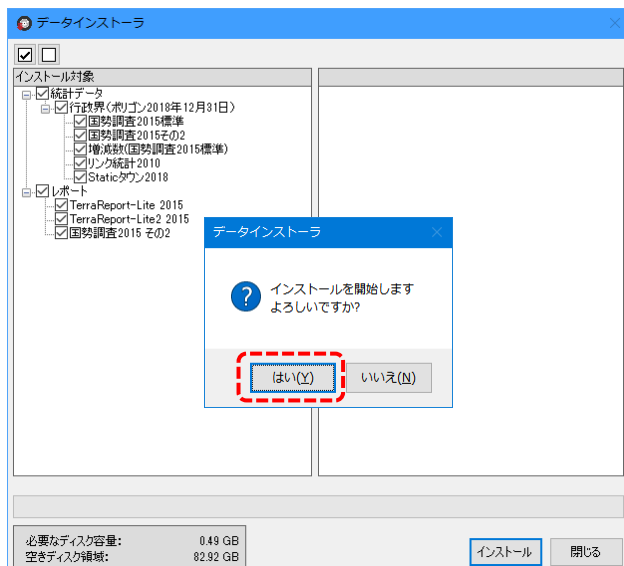 データインストーラ
インストール対象
統計データ
行政界(ポリゴン2018年12月31日)
国勢調査2015標準
国勢調査2015その2
増減数(国勢調査2015標準)
リンク統計2010
Staticタウン2018
レポート
TerraReport-Lite 2015
TerraReport-Lite2 2015
国勢調査2015 その2
データインストーラ
インストールを開始します
よろしいですか?
はい(Y)
いいえ(N)
必要なディスク容量: 0.49 GB
空きディスク領域: 82.92 GB
インストール
閉じる